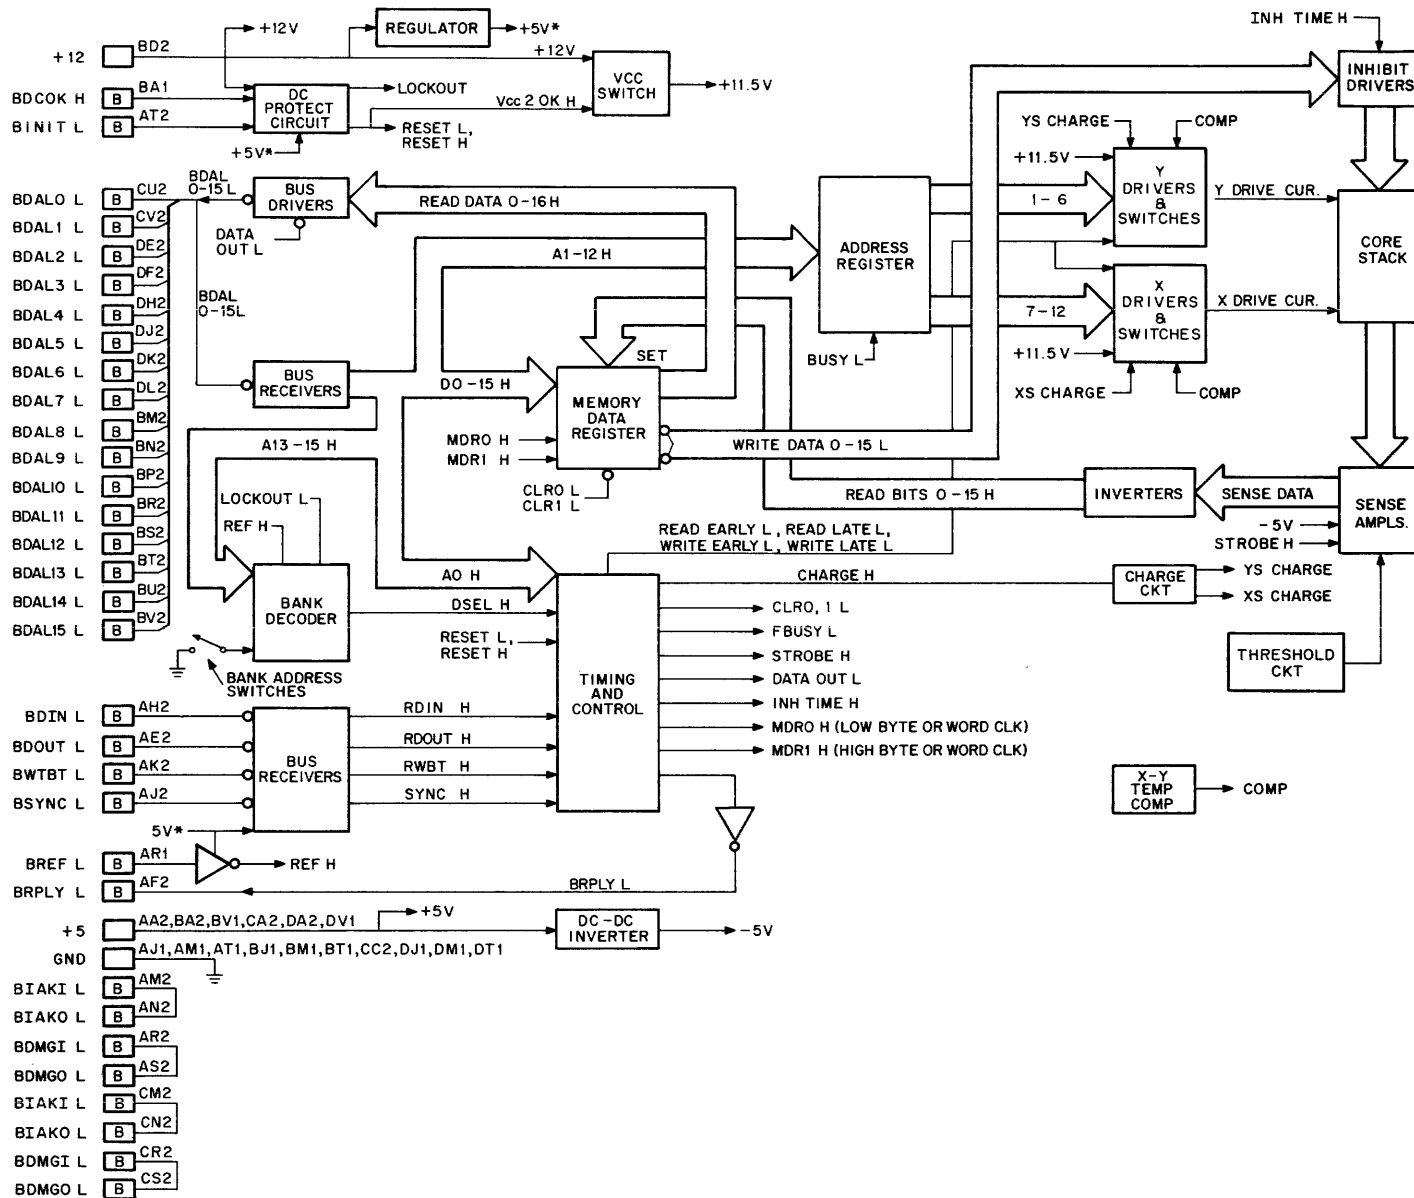 INH TIME H
+12V
REGULATOR
+5V*
+12
BD2
+12V
VCC
SWITCH
+11.5V
INHIBIT
DRIVERS
BDCOK H
B
BA1
DC
PROTECT
CIRCUIT
LOCKOUT
Vcc 2 OK H
BINIT L
B
AT2
RESET L,
RESET H
+5V*
YS CHARGE
COMP
+11.5V
Y
DRIVERS
&
SWITCHES
Y DRIVE CUR.
CORE
STACK
BDAL0 L
B
CU2
BDAL
0-15 L
BUS
DRIVERS
READ DATA 0-16 H
DATA
OUT L
ADDRESS
REGISTER
1 - 6
BDAL1 L
B
CV2
BDAL2 L
B
DE2
A1-12 H
BDAL3 L
B
DF2
BDAL
0-15L
X
DRIVERS
&
SWITCHES
X DRIVE CUR.
7 - 12
+11.5V
XS CHARGE
COMP
BUSY L
BDAL4 L
B
DH2
BDAL5 L
B
DJ2
BDAL6 L
B
DK2
BUS
RECEIVERS
SET
D0 -15 H
BDAL7 L
B
DL2
MEMORY
DATA
REGISTER
BDAL8 L
B
BM2
BDAL9 L
B
BN2
A13 -15 H
MDR0 H
MDR1 H
WRITE DATA 0-15 L
BDAL10 L
B
BP2
CLR0 L
CLR1 L
READ BITS 0-15 H
INVERTERS
SENSE DATA
SENSE
AMPLS.
-5V
STROBE H
BDAL11 L
B
BR2
LOCKOUT L
REF H
BDAL12 L
B
BS2
READ EARLY L, READ LATE L,
WRITE EARLY L, WRITE LATE L
BDAL13 L
B
BT2
A0 H
CHARGE H
CHARGE
CKT
YS CHARGE
XS CHARGE
BDAL14 L
B
BU2
BANK
DECODER
DSEL H
BDAL15 L
B
BV2
RESET L,
RESET H
BANK ADDRESS
SWITCHES
TIMING
AND
CONTROL
CLR0, 1 L
FBUSY L
STROBE H
DATA OUT L
INH TIME H
MDR0 H (LOW BYTE OR WORD CLK)
MDR1 H (HIGH BYTE OR WORD CLK)
THRESHOLD
CKT
BDIN L
B
AH2
RDIN H
BDOUT L
B
AE2
BUS
RECEIVERS
RDOUT H
BWTBT L
B
AK2
RWBT H
BSYNC L
B
AJ2
SYNC H
X-Y
TEMP
COMP
COMP
5V*
BREF L
B
AR1
REF H
BRPLY L
B
AF2
BRPLY L
+5
AA2,BA2,BV1,CA2,DA2,DV1
+5V
DC-DC
INVERTER
-5V
GND
AJ1,AM1,AT1,BJ1,BM1,BT1,CC2,DJ1,DM1,DT1
BIAKI L
B
AM2
BIAKO L
B
AN2
BDMGI L
B
AR2
BDMGO L
B
AS2
BIAKI L
B
CM2
BIAKO L
B
CN2
BDMGI L
B
CR2
BDMGO L
B
CS2